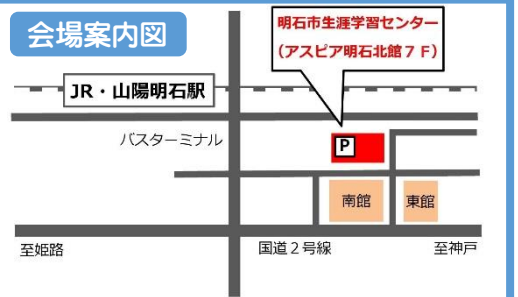 会場案内図
明石市生涯学習センター
（アスピア明石北館７Ｆ）
JR・山陽明石駅
バスターミナル
P
南館
東館
至姫路
国道２号線
至神戸